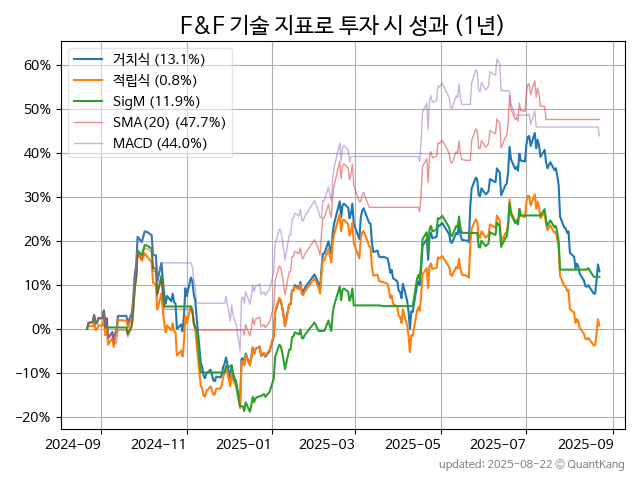 F&F 기술 지표로 투자 시 성과 (1년)
거치식 (13.1%)
적립식 (0.8%)
SigM (11.9%)
SMA(20) (47.7%)
MACD (44.0%)
60%
50%
40%
30%
20%
10%
0%
−10%
−20%
2024-09 2024-11 2025-01 2025-03 2025-05 2025-07 2025-09
updated: 2025-08-22 © QuantKang